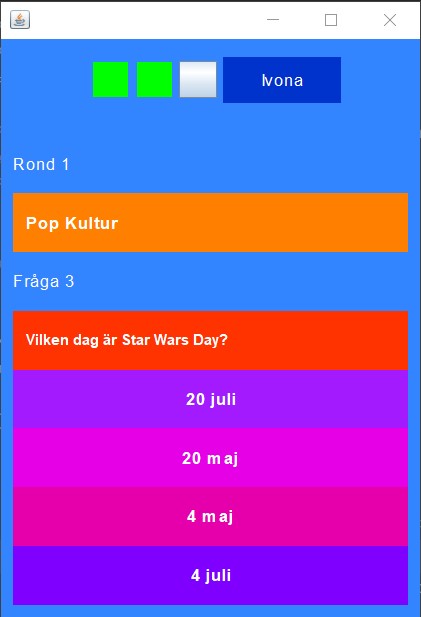 Ivona
Rond 1
Pop Kultur
Fråga 3
Vilken dag är Star Wars Day?
20 juli
20 maj
4 maj
4 juli